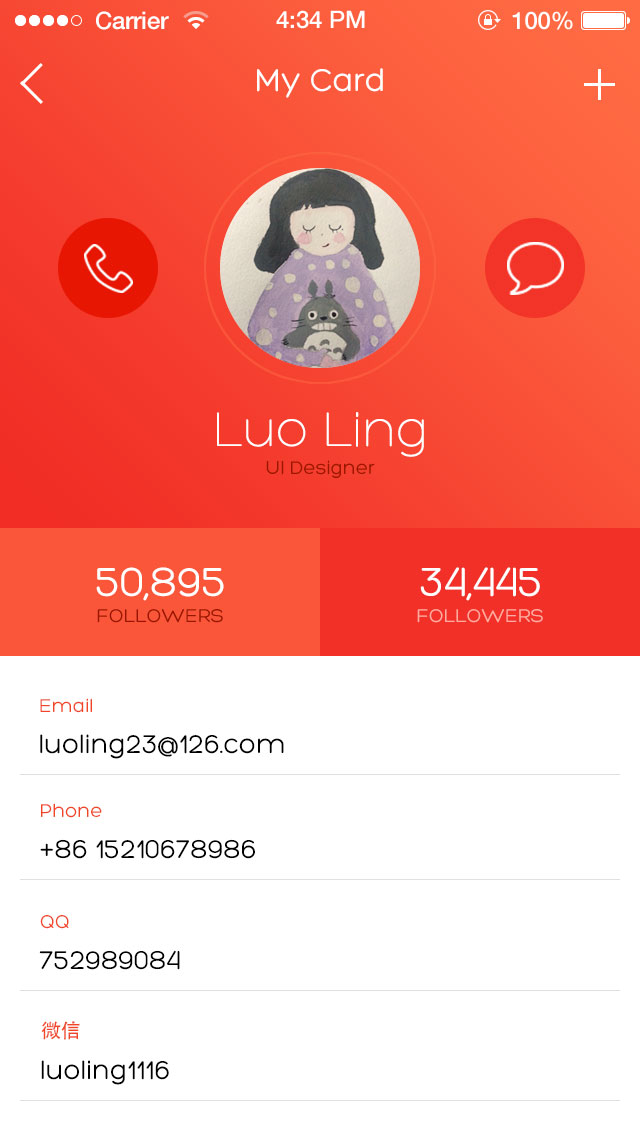 Carrier 4:34 PM 100%
My Card
Luo Ling
UI Designer
50,895 34,445
FOLLOWERS FOLLOWERS
Email
luoling23@126.com
Phone
+86 15210678986
QQ
752989084
微信
luoling1116